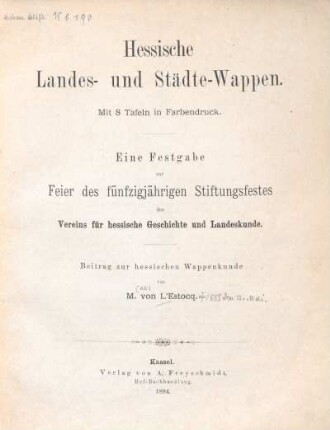 Hessische
Landes- und Städte-Wappen.
Mit 8 Tafeln in Farbendruck.
Eine Festgabe
zur
Feier des fünfzigjährigen Stiftungsfestes
des
Vereins für hessische Geschichte und Landeskunde.
Beitrag zur hessischen Wappenkunde
von
M. von L'Estocq.
Kassel.
Verlag von A. Freyschmidt,
Hof-Buchhandlung.
1884.